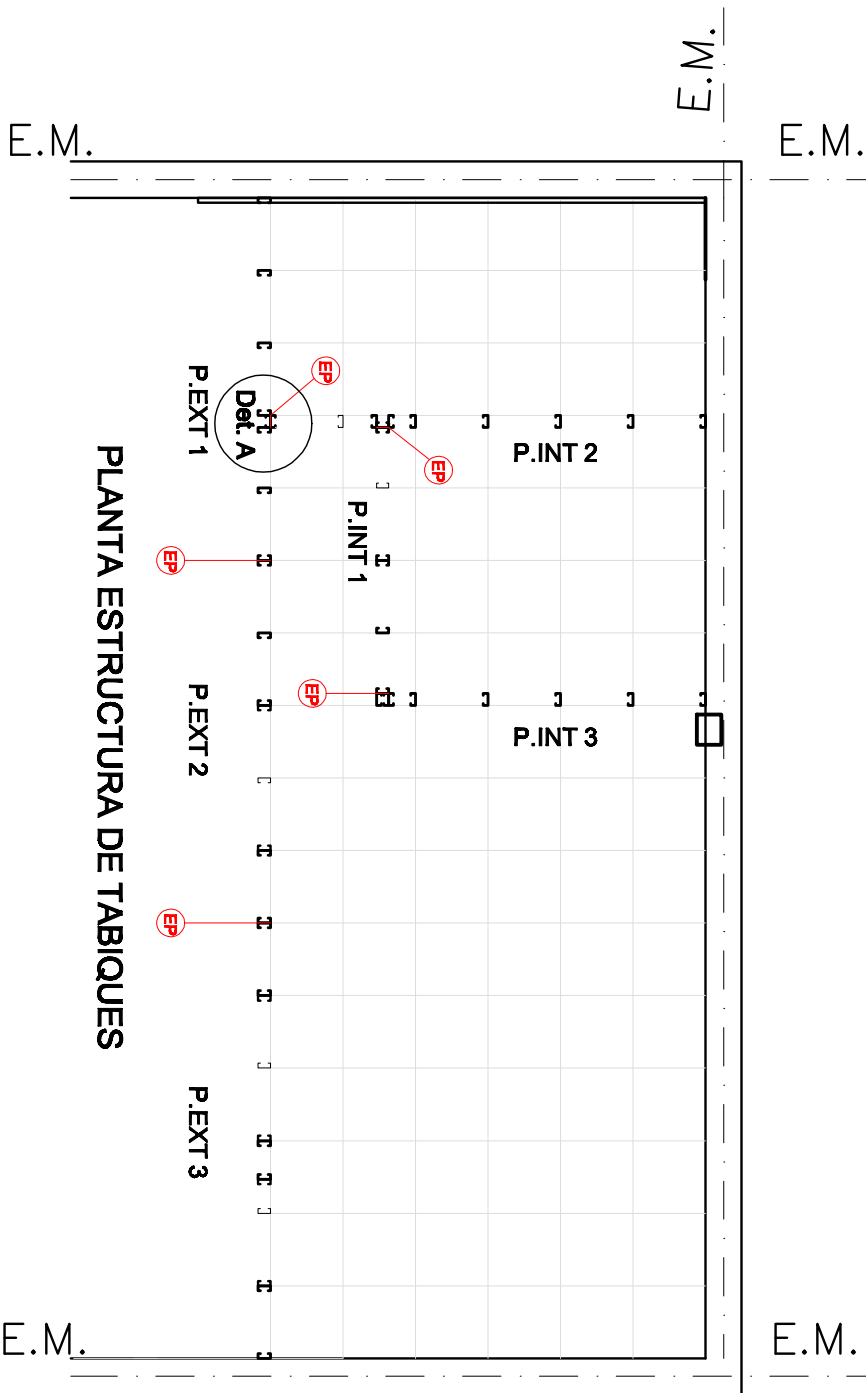 E.M.
E.M.
E.M.
EP
P.EXT 1
Det. A
P.INT 2
EP
P.INT 1
EP
EP
P.EXT 2
P.INT 3
PLANTA ESTRUCTURA DE TABIQUES
EP
P.EXT 3
E.M.
E.M.